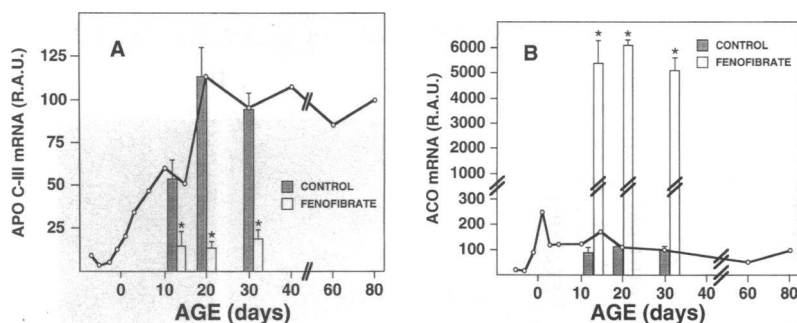 A
APO C-III mRNA (R.A.U.)
125
100
75
50
25
* * *
CONTROL
FENOFIBRATE
0 20 30 40 60 80
AGE (days)
B
ACO mRNA (R.A.U.)
6000
5000
4000
3000
2000
1000
300
200
100
* * *
CONTROL
FENOFIBRATE
0 10 20 30 40 60 80
AGE (days)